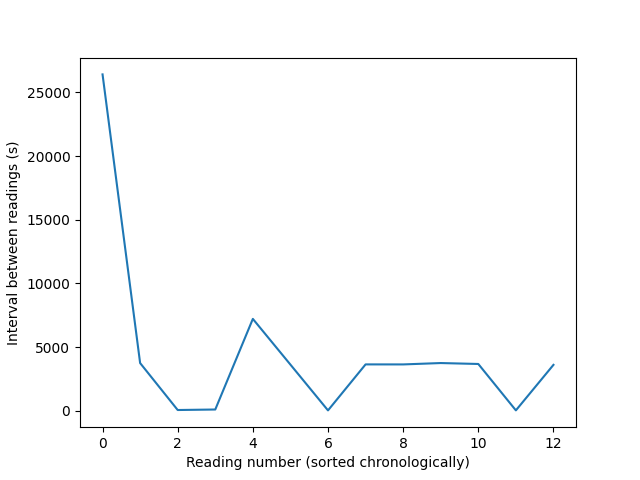 25000
20000
15000
10000
5000
0
Interval between readings (s)
0 2 4 6 8 10 12
Reading number (sorted chronologically)